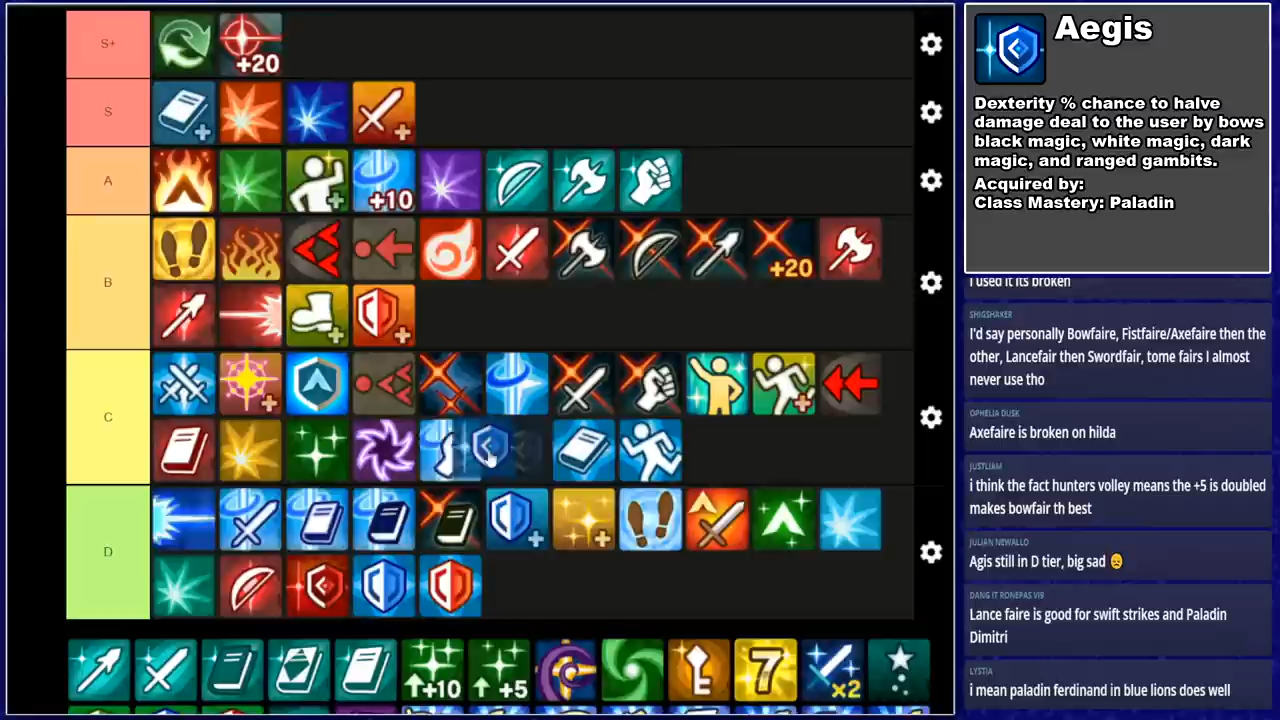 S+
+20
S
A
+10
B
+20
C
D
+10
+5
7
x2
Aegis
Dexterity % chance to halve
damage deal to the user by bows
black magic, white magic, dark
magic, and ranged gambits.
Acquired by:
Class Mastery: Paladin
I used it its broken
SHIGSHAKER
I'd say personally Bowfaire, Fistfaire/Axefaire then the
other, Lancefair then Swordfair, tome fairs I almost
never use tho
OPHELIA DUSK
Axefaire is broken on hilda
JUSTLIAM
i think the fact hunters volley means the +5 is doubled
makes bowfair th best
JULIAN NEWALLO
Agis still in D tier, big sad 😞
DANG IT RONEPAS VI9
Lance faire is good for swift strikes and Paladin
Dimitri
LYSTIA
i mean paladin ferdinand in blue lions does well